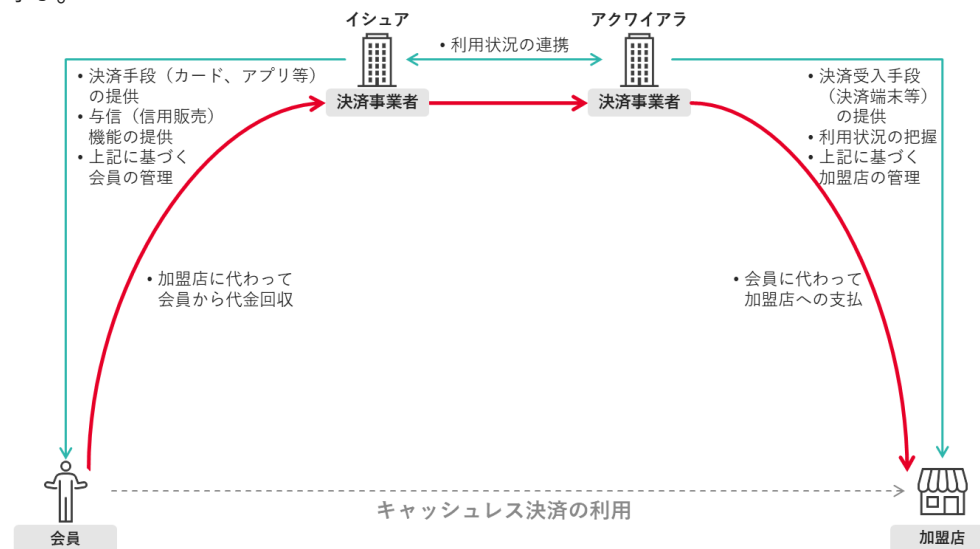 する。
イシュア
アクワイアラ
• 利用状況の連携
• 決済手段（カード、アプリ等）
の提供
• 与信（信用販売）
機能の提供
• 上記に基づく
会員の管理
決済事業者
決済事業者
• 決済受入手段
（決済端末等）
の提供
• 利用状況の把握
• 上記に基づく
加盟店の管理
• 加盟店に代わって
会員から代金回収
• 会員に代わって
加盟店への支払
キャッシュレス決済の利用
会員
加盟店